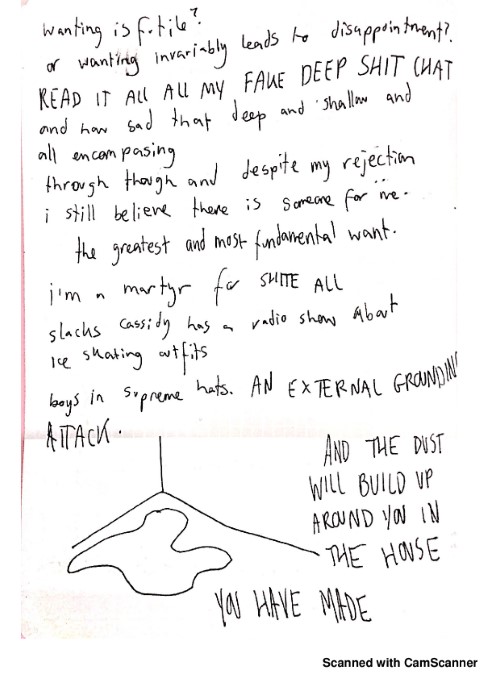 wanting is futile?
or wanting invariably leads to disappointment?
READ IT ALL ALL MY FAKE DEEP SHIT CHAT
and how sad that deep and shallow and
all encompasing
through though and despite my rejection
i still believe there is someone for me.
the greatest and most fundamental want.
i'm a martyr for ALL
slacks cassidy has a radio show About
ice skating outfits
boys in supreme hats. AN EXTERNAL GROUNDING
ATTACK.
AND THE DUST
WILL BUILD UP
AROUND YOU IN
THE HOUSE
YOU HAVE MADE
Scanned with CamScanner